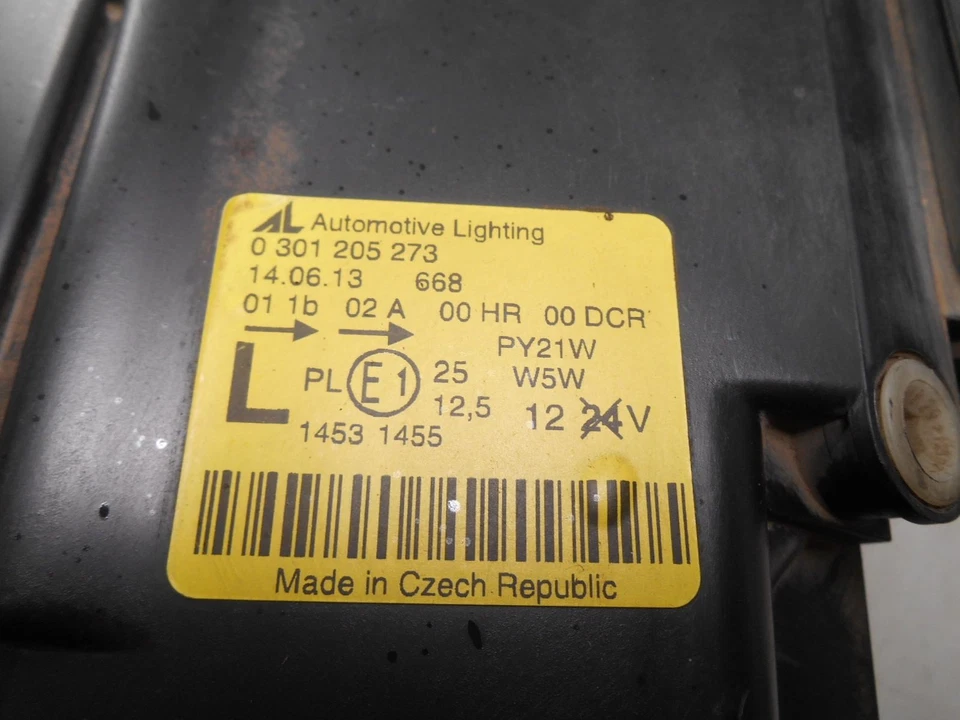 AL Automotive Lighting
0 301 205 273
14.06.13 668
01 1b 02 A 00 HR 00 DCR
PY21W
L PL E1 25 W5W
12,5 12 24 V
1453 1455
Made in Czech Republic